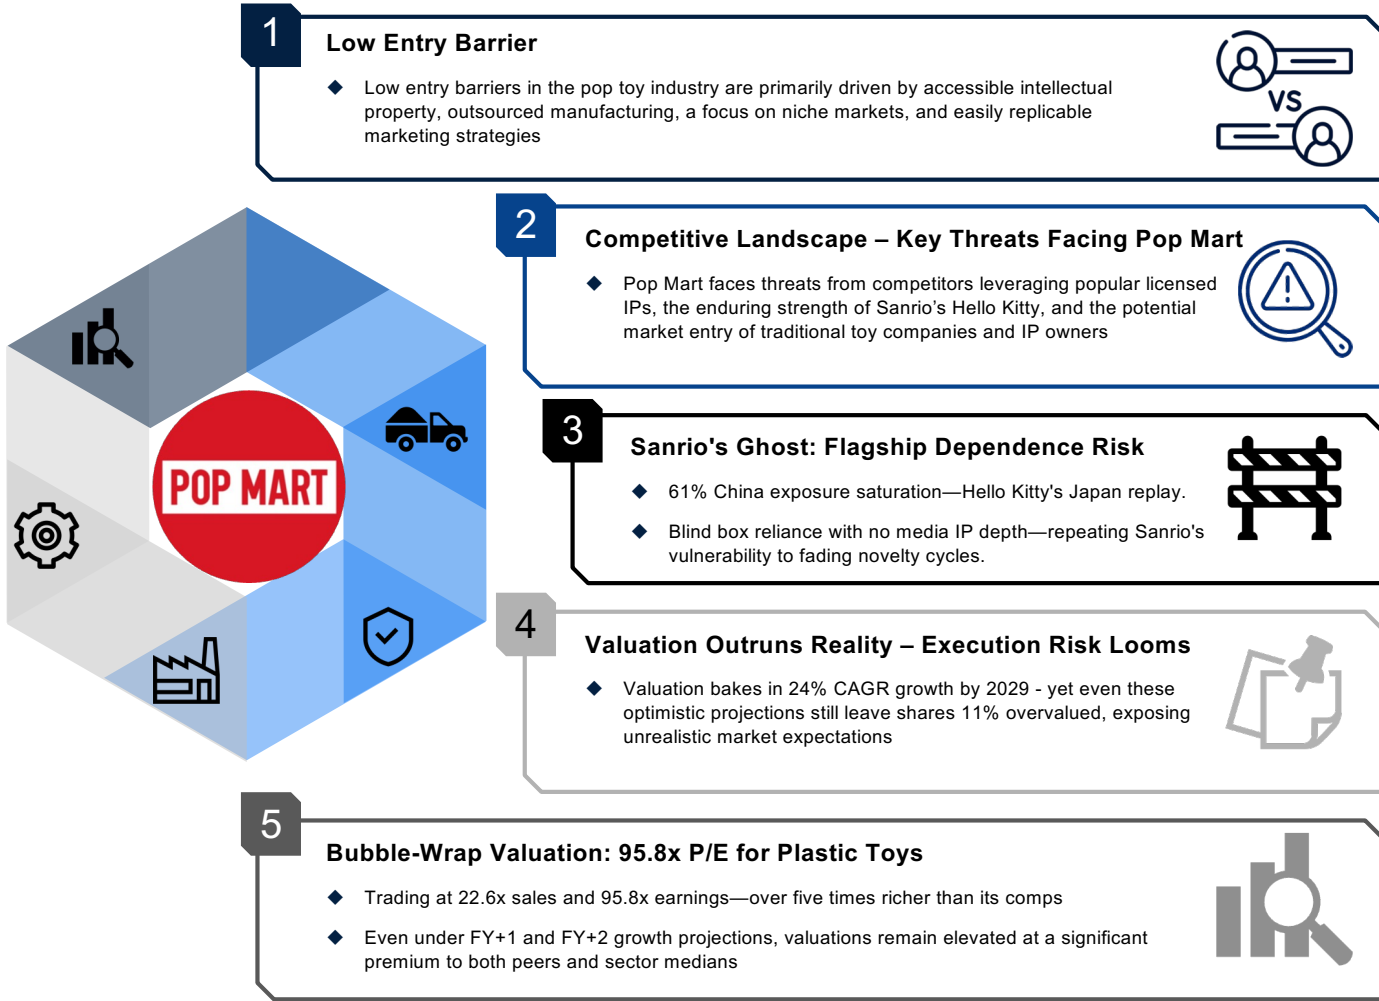 1
Low Entry Barrier
Low entry barriers in the pop toy industry are primarily driven by accessible intellectual
property, outsourced manufacturing, a focus on niche markets, and easily replicable
marketing strategies
VS
2
Competitive Landscape – Key Threats Facing Pop Mart
Pop Mart faces threats from competitors leveraging popular licensed
IPs, the enduring strength of Sanrio’s Hello Kitty, and the potential
market entry of traditional toy companies and IP owners
POP MART
3
Sanrio's Ghost: Flagship Dependence Risk
61% China exposure saturation—Hello Kitty's Japan replay.
Blind box reliance with no media IP depth—repeating Sanrio's
vulnerability to fading novelty cycles.
4
Valuation Outruns Reality – Execution Risk Looms
Valuation bakes in 24% CAGR growth by 2029 - yet even these
optimistic projections still leave shares 11% overvalued, exposing
unrealistic market expectations
5
Bubble-Wrap Valuation: 95.8x P/E for Plastic Toys
Trading at 22.6x sales and 95.8x earnings—over five times richer than its comps
Even under FY+1 and FY+2 growth projections, valuations remain elevated at a significant
premium to both peers and sector medians